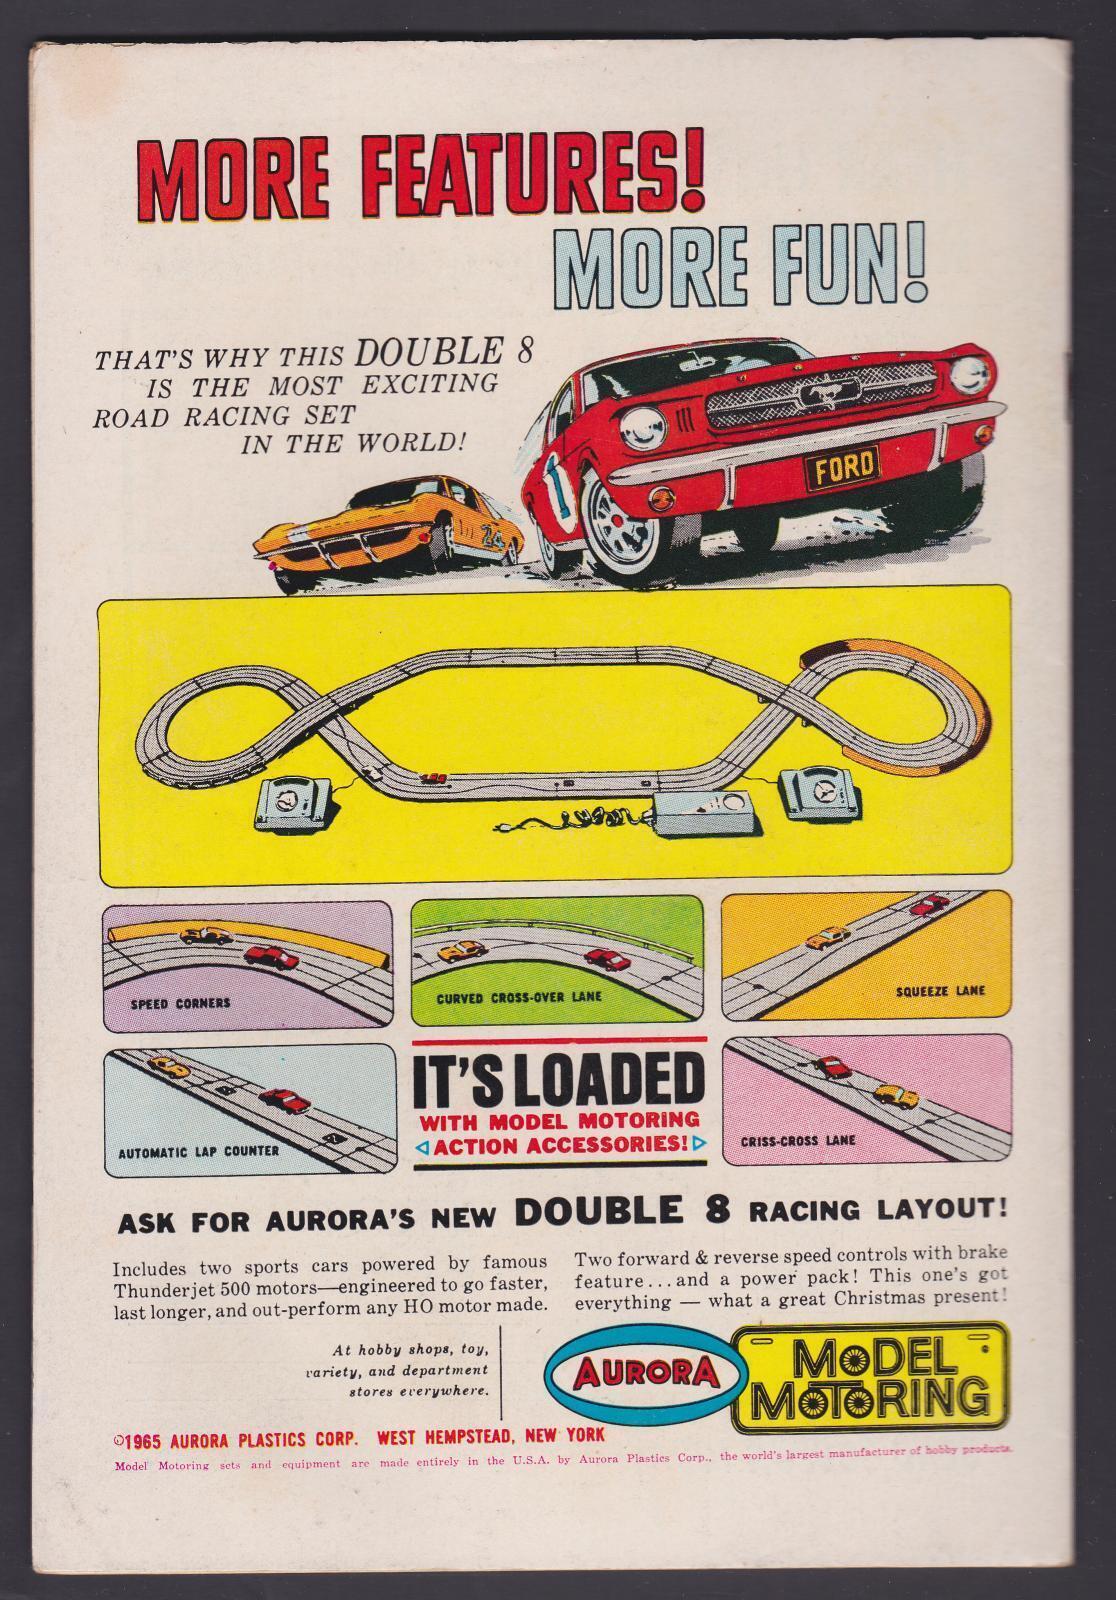 MORE FEATURES!
MORE FUN!
THAT'S WHY THIS DOUBLE 8
IS THE MOST EXCITING
ROAD RACING SET
IN THE WORLD!
1
FORD
24
SPEED CORNERS
CURVED CROSS-OVER LANE
SQUEEZE LANE
AUTOMATIC LAP COUNTER
IT'S LOADED
WITH MODEL MOTORING
ACTION ACCESSORIES!
CRISS-CROSS LANE
ASK FOR AURORA'S NEW DOUBLE 8 RACING LAYOUT!
Includes two sports cars powered by famous
Thunderjet 500 motors—engineered to go faster,
last longer, and out-perform any HO motor made.
Two forward & reverse speed controls with brake
feature...and a power pack! This one's got
everything — what a great Christmas present!
At hobby shops, toy,
variety, and department
stores everywhere.
AURORA
MODEL
MOTORING
©1965 AURORA PLASTICS CORP. WEST HEMPSTEAD, NEW YORK
Model Motoring sets and equipment are made entirely in the U.S.A. by Aurora Plastics Corp., the world's largest manufacturer of hobby products.